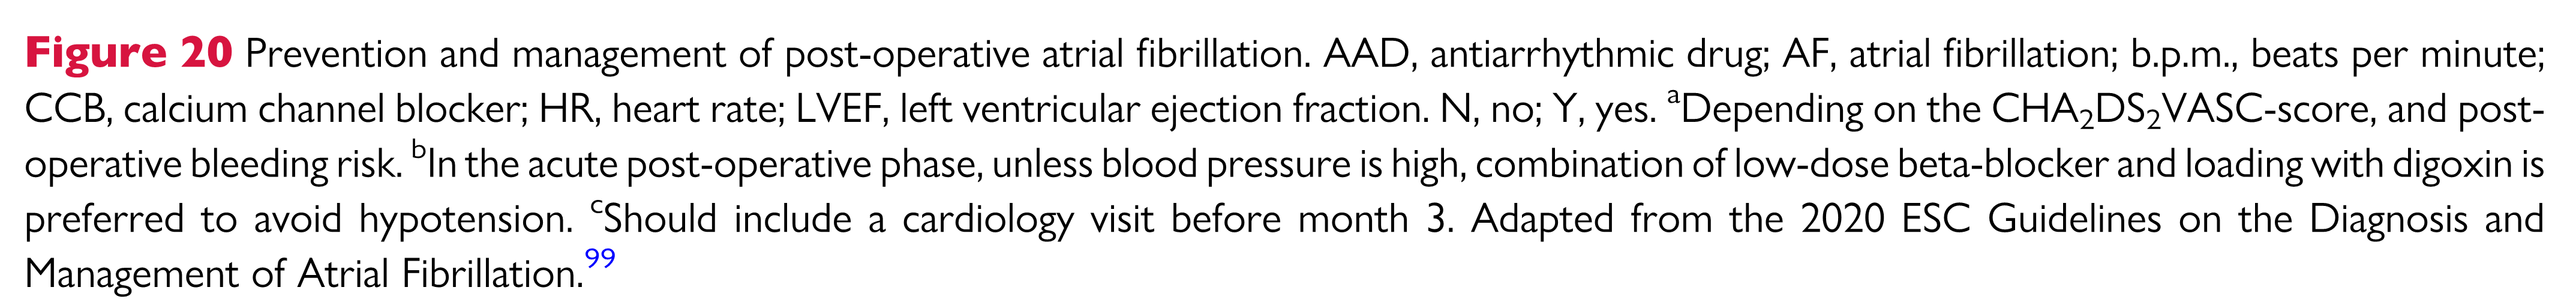 Figure 20 Prevention and management of post-operative atrial fibrillation. AAD, antiarrhythmic drug; AF, atrial fibrillation; b.p.m., beats per minute;
CCB, calcium channel blocker; HR, heart rate; LVEF, left ventricular ejection fraction. N, no; Y, yes. ᵃDepending on the CHA₂DS₂VASC-score, and post-
operative bleeding risk. ᵇIn the acute post-operative phase, unless blood pressure is high, combination of low-dose beta-blocker and loading with digoxin is
preferred to avoid hypotension. ᶜShould include a cardiology visit before month 3. Adapted from the 2020 ESC Guidelines on the Diagnosis and
Management of Atrial Fibrillation.⁹⁹